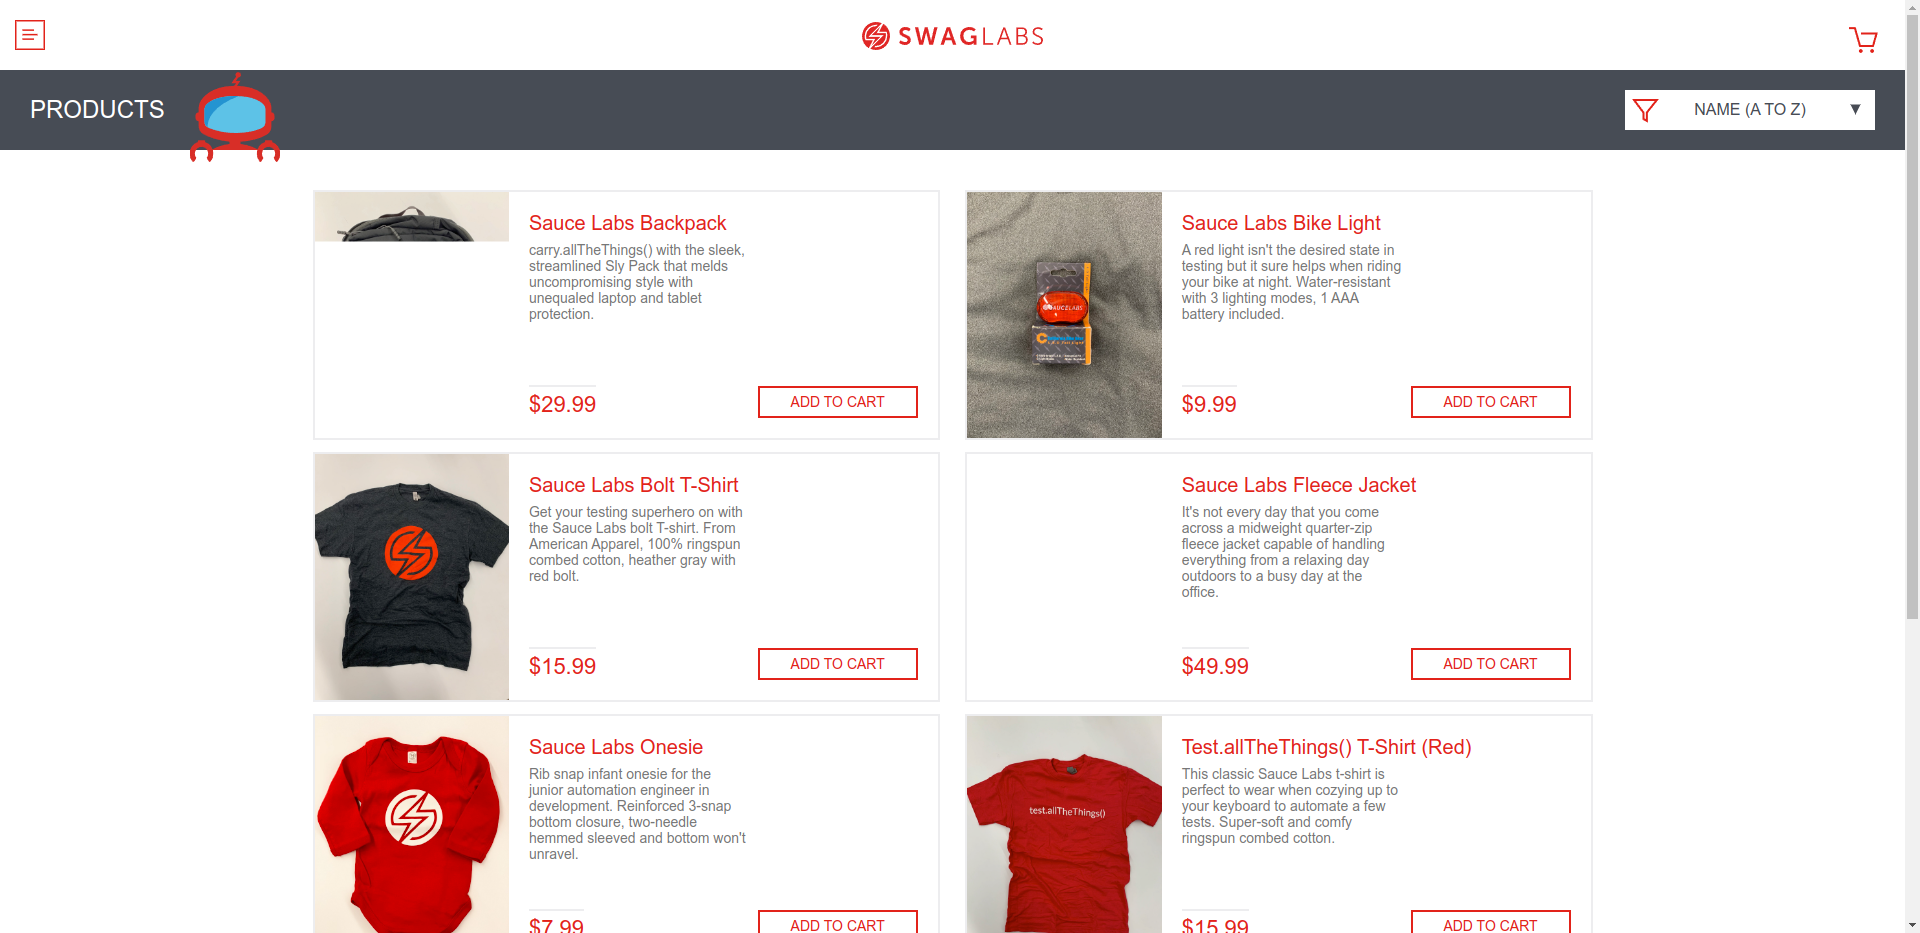 SWAGLABS
PRODUCTS
NAME (A TO Z)
Sauce Labs Backpack
carry.allTheThings() with the sleek,
streamlined Sly Pack that melds
uncompromising style with
unequaled laptop and tablet
protection.
$29.99
ADD TO CART
Sauce Labs Bike Light
A red light isn't the desired state in
testing but it sure helps when riding
your bike at night. Water-resistant
with 3 lighting modes, 1 AAA
battery included.
$9.99
ADD TO CART
Sauce Labs Bolt T-Shirt
Get your testing superhero on with
the Sauce Labs bolt T-shirt. From
American Apparel, 100% ringspun
combed cotton, heather gray with
red bolt.
$15.99
ADD TO CART
Sauce Labs Fleece Jacket
It's not every day that you come
across a midweight quarter-zip
fleece jacket capable of handling
everything from a relaxing day
outdoors to a busy day at the
office.
$49.99
ADD TO CART
Sauce Labs Onesie
Rib snap infant onesie for the
junior automation engineer in
development. Reinforced 3-snap
bottom closure, two-needle
hemmed sleeved and bottom won't
unravel.
$7.99
ADD TO CART
test.allTheThings()
Test.allTheThings() T-Shirt (Red)
This classic Sauce Labs t-shirt is
perfect to wear when cozying up to
your keyboard to automate a few
tests. Super-soft and comfy
ringspun combed cotton.
$15.99
ADD TO CART